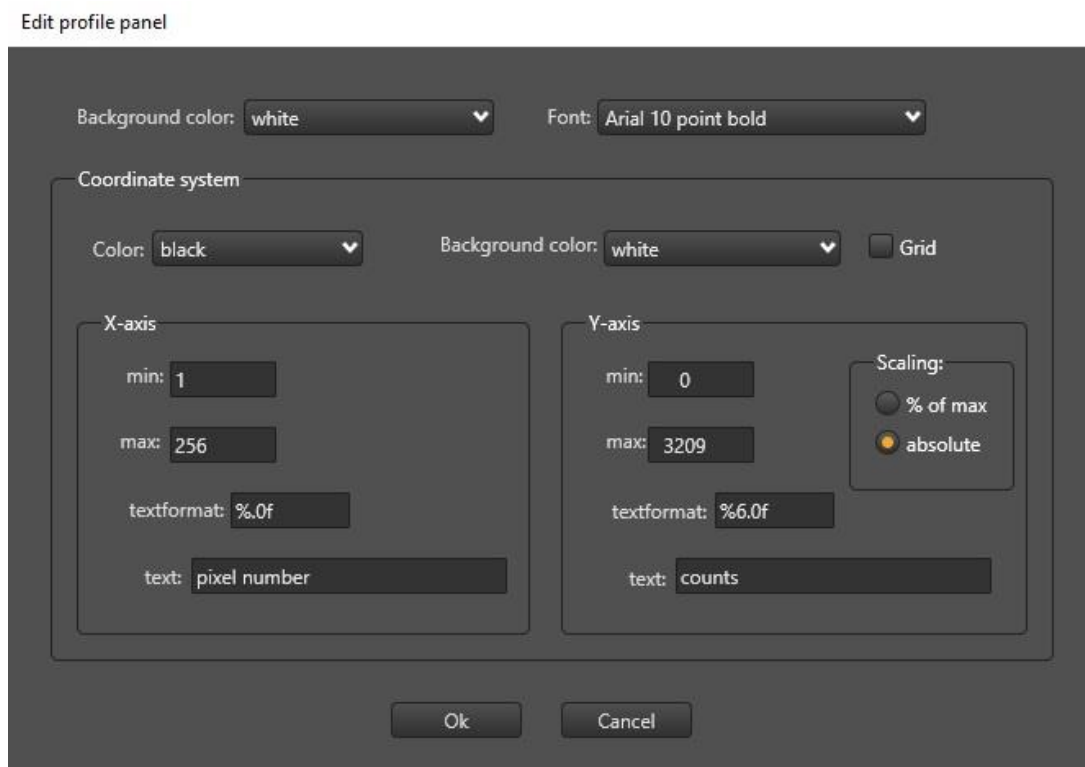 Edit profile panel
Background color: white Font: Arial 10 point bold
Coordinate system
Color: black Background color: white Grid
X-axis
min: 1
max: 256
textformat: %.0f
text: pixel number
Y-axis
min: 0
max: 3209
textformat: %6.0f
text: counts
Scaling:
% of max
absolute
Ok Cancel